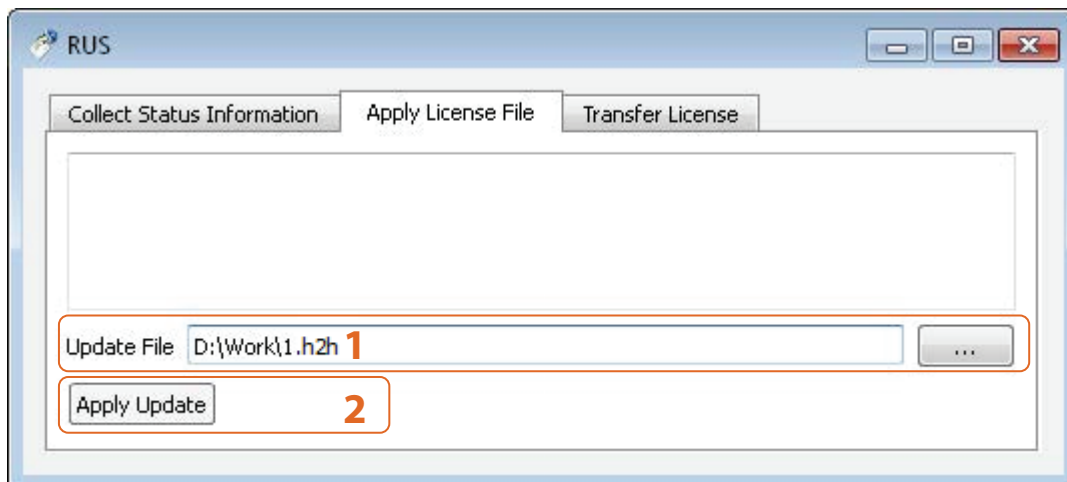 RUS
Collect Status Information Apply License File Transfer License
Update File D:\Work\1.h2h 1 ...
Apply Update 2